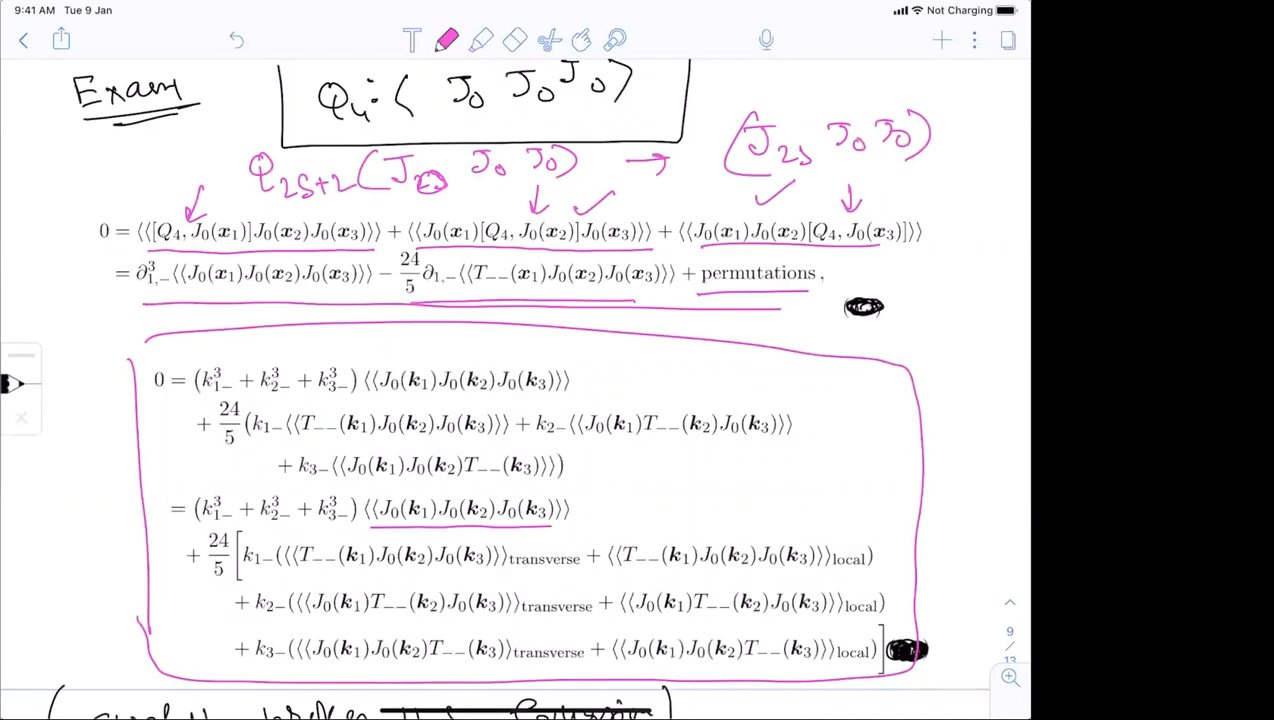 9:41 AM Tue 9 Jan
Not Charging
Exam
Q₄ : ⟨ J₀ J₀ J₀ ⟩
(J₂ₛ J₀ J₀)
Q₂ₛ₊₂ ( J J₀ J₀ ) →
0 = ⟨⟨[Q₄, J₀(𝒙₁)]J₀(𝒙₂)J₀(𝒙₃)⟩⟩ + ⟨⟨J₀(𝒙₁)[Q₄, J₀(𝒙₂)]J₀(𝒙₃)⟩⟩ + ⟨⟨J₀(𝒙₁)J₀(𝒙₂)[Q₄, J₀(𝒙₃)]⟩⟩
= ∂³₁,₋⟨⟨J₀(𝒙₁)J₀(𝒙₂)J₀(𝒙₃)⟩⟩ − 24/5 ∂₁,₋⟨⟨T₋₋(𝒙₁)J₀(𝒙₂)J₀(𝒙₃)⟩⟩ + permutations ,
0 = (k³₁₋ + k³₂₋ + k³₃₋) ⟨⟨J₀(𝒌₁)J₀(𝒌₂)J₀(𝒌₃)⟩⟩
+ 24/5 (k₁₋⟨⟨T₋₋(𝒌₁)J₀(𝒌₂)J₀(𝒌₃)⟩⟩ + k₂₋⟨⟨J₀(𝒌₁)T₋₋(𝒌₂)J₀(𝒌₃)⟩⟩
+ k₃₋⟨⟨J₀(𝒌₁)J₀(𝒌₂)T₋₋(𝒌₃)⟩⟩)
= (k³₁₋ + k³₂₋ + k³₃₋) ⟨⟨J₀(𝒌₁)J₀(𝒌₂)J₀(𝒌₃)⟩⟩
+ 24/5 [k₁₋(⟨⟨T₋₋(𝒌₁)J₀(𝒌₂)J₀(𝒌₃)⟩⟩transverse + ⟨⟨T₋₋(𝒌₁)J₀(𝒌₂)J₀(𝒌₃)⟩⟩local)
+ k₂₋(⟨⟨J₀(𝒌₁)T₋₋(𝒌₂)J₀(𝒌₃)⟩⟩transverse + ⟨⟨J₀(𝒌₁)T₋₋(𝒌₂)J₀(𝒌₃)⟩⟩local)
+ k₃₋(⟨⟨J₀(𝒌₁)J₀(𝒌₂)T₋₋(𝒌₃)⟩⟩transverse + ⟨⟨J₀(𝒌₁)J₀(𝒌₂)T₋₋(𝒌₃)⟩⟩local)]
9
/
13